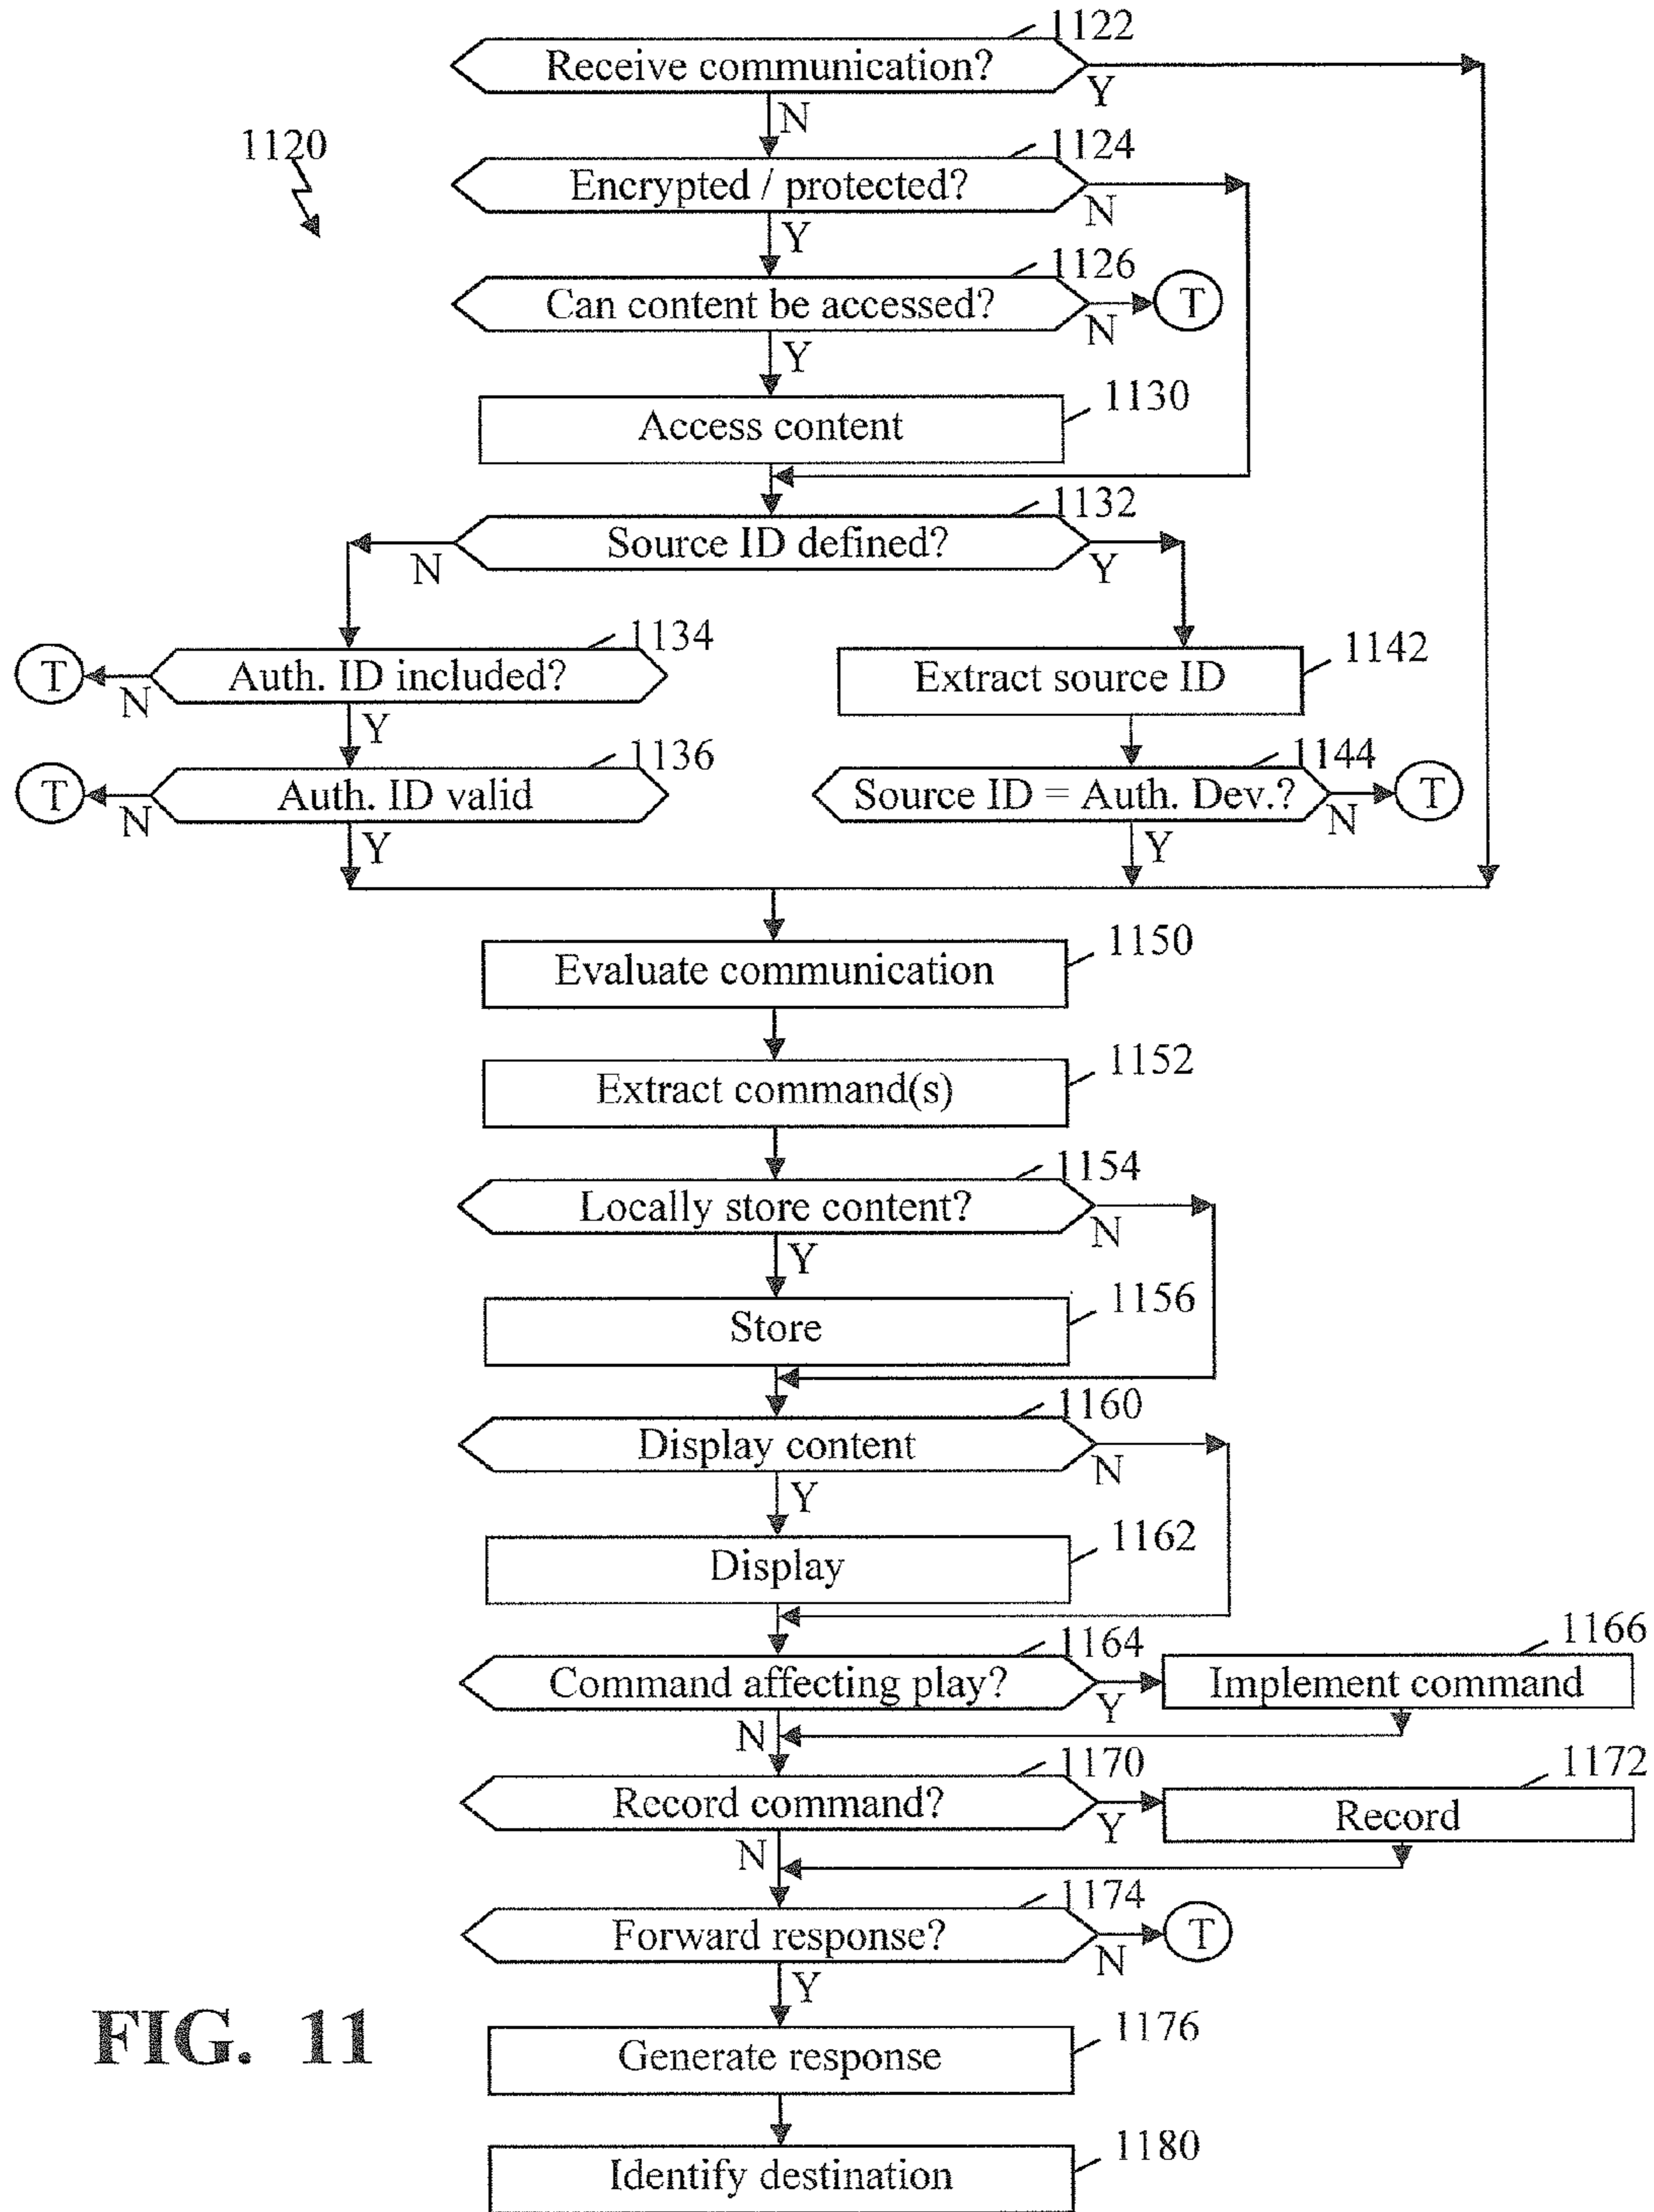 1122
Receive communication?
Y
N
1120
1124
Encrypted / protected?
N
Y
1126
Can content be accessed?
N
T
Y
1130
Access content
1132
Source ID defined?
N
Y
1134
Auth. ID included?
T
N
Y
1142
Extract source ID
1136
Auth. ID valid
T
N
Y
1144
Source ID = Auth. Dev.?
N
T
Y
1150
Evaluate communication
1152
Extract command(s)
1154
Locally store content?
N
Y
1156
Store
1160
Display content
N
Y
1162
Display
1164
Command affecting play?
Y
1166
Implement command
N
1170
Record command?
Y
1172
Record
N
1174
Forward response?
N
T
Y
1176
Generate response
1180
Identify destination
FIG. 11